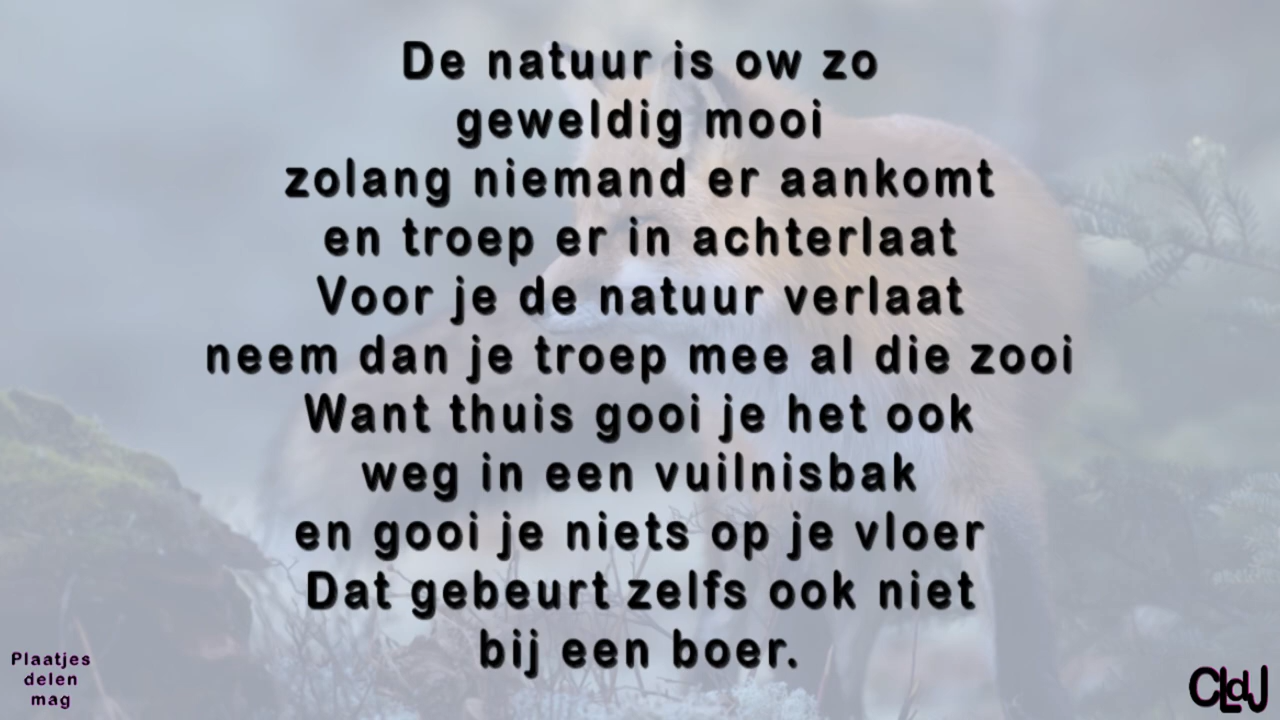 De natuur is ow zo
geweldig mooi
zolang niemand er aankomt
en troep er in achterlaat
Voor je de natuur verlaat
neem dan je troep mee al die zooi
Want thuis gooi je het ook
weg in een vuilnisbak
en gooi je niets op je vloer
Dat gebeurt zelfs ook niet
bij een boer.
Plaatjes
delen
mag
CLdJ